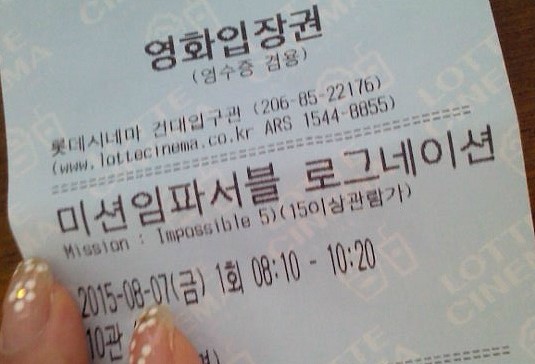 영화입장권
(영수증 겸용)
롯데시네마 건대입구관 (206-85-22176)
(www.lottecinema.co.kr ARS 1544-8855)
미션임파서블 로그네이션
Mission : Impossible 5)(15이상관람가)
2015-08-07(금) 1회 08:10 - 10:20
10관